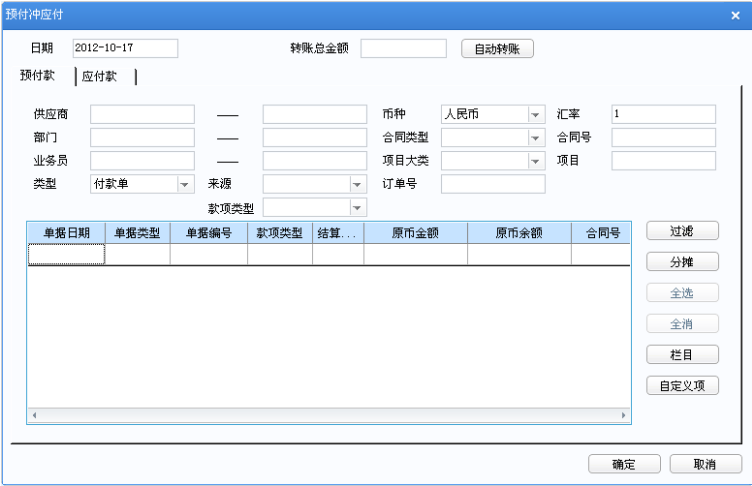 预付冲应付
日期 2012-10-17 转账总金额 自动转账
预付款 应付款
供应商 —— 币种 人民币 汇率 1
部门 —— 合同类型 合同号
业务员 —— 项目大类 项目
类型 付款单 来源 订单号
款项类型
单据日期 单据类型 单据编号 款项类型 结算... 原币金额 原币余额 合同号
过滤
分摊
全选
全消
栏目
自定义项
确定 取消